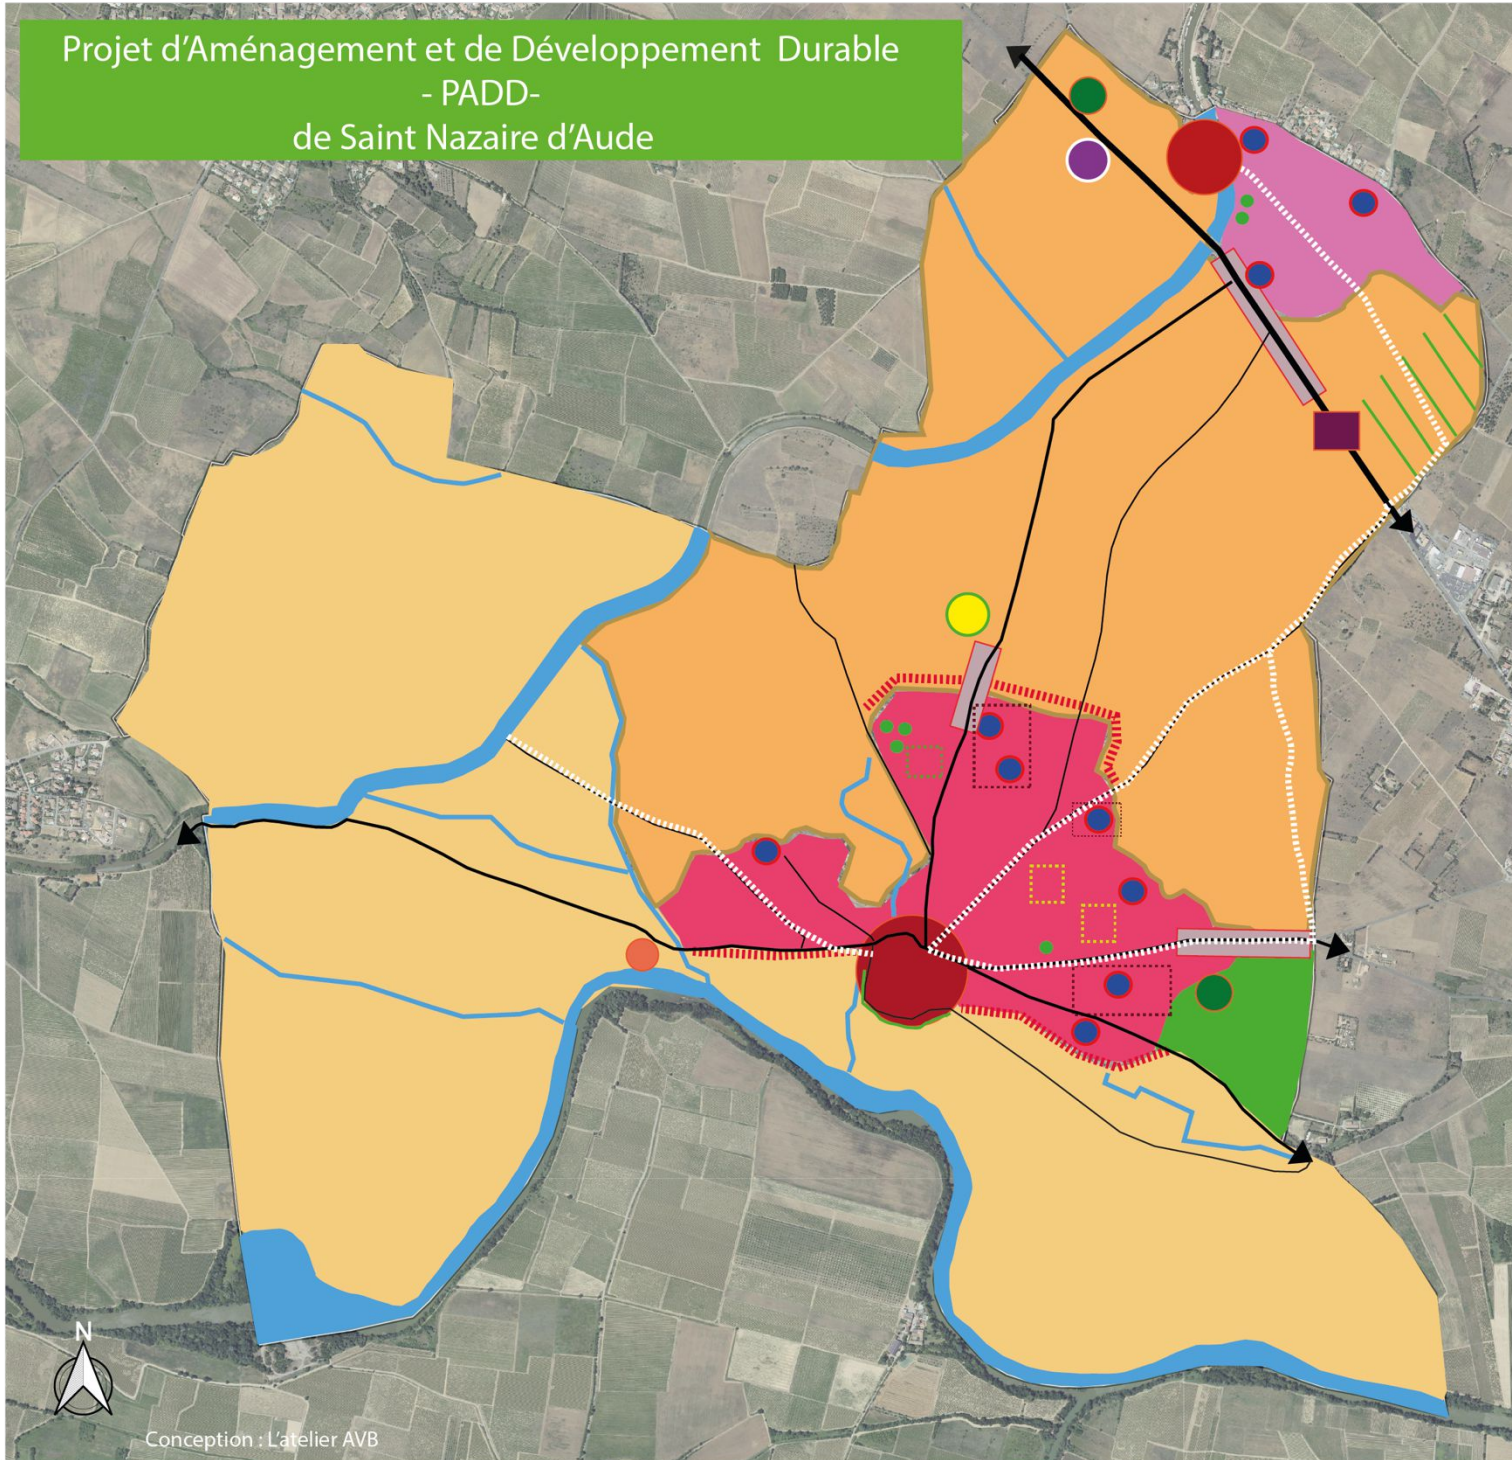 Projet d'Aménagement et de Développement Durable
- PADD-
de Saint Nazaire d'Aude
N
Conception : L'atelier AVB